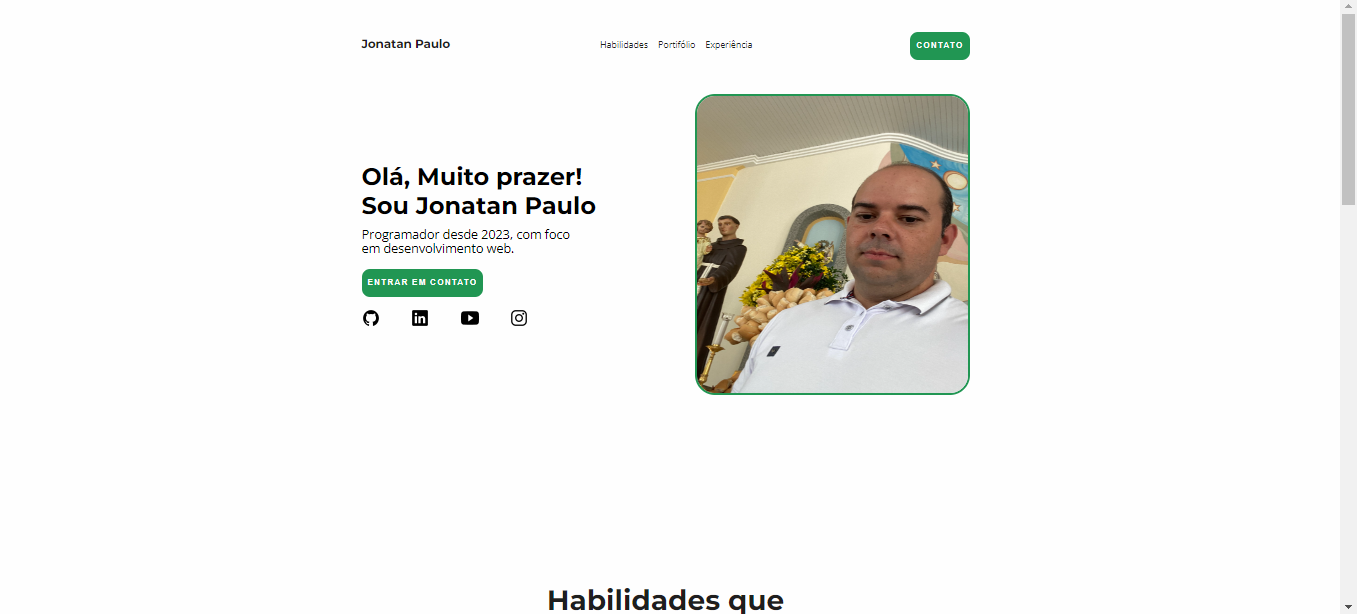 Jonatan Paulo
Habilidades Portifólio Experiência
CONTATO
Olá, Muito prazer!
Sou Jonatan Paulo
Programador desde 2023, com foco
em desenvolvimento web.
ENTRAR EM CONTATO
Habilidades que